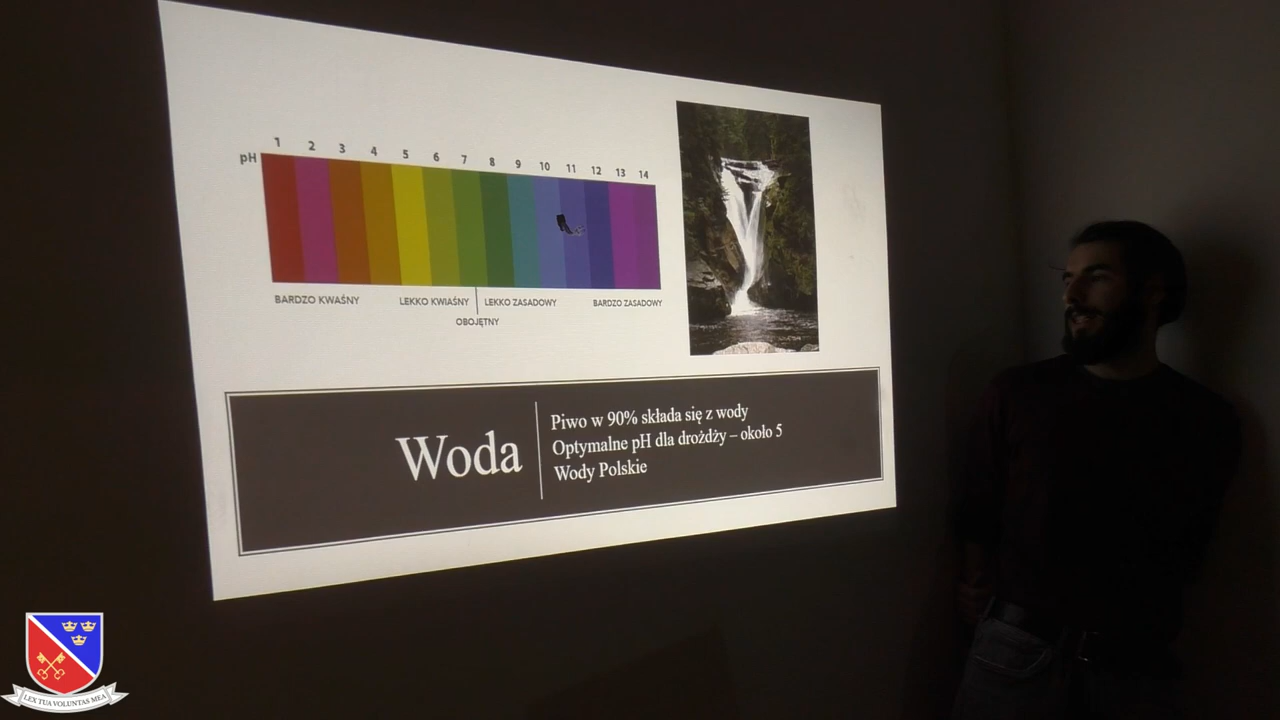 1 2 3 4 5 6 7 8 9 10 11 12 13 14
pH
BARDZO KWAŚNY LEKKO KWIAŚNY LEKKO ZASADOWY BARDZO ZASADOWY
OBOJĘTNY
Woda
Piwo w 90% składa się z wody
Optymalne pH dla drożdży – około 5
Wody Polskie
LEX TUA VOLUNTAS MEA